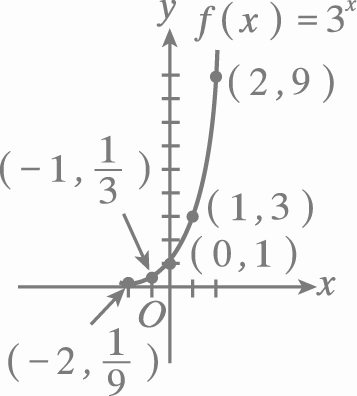 y f(x) = 3^x
(2, 9)
(−1, 1/3)
(1, 3)
(0, 1)
x
O
(−2, 1/9)